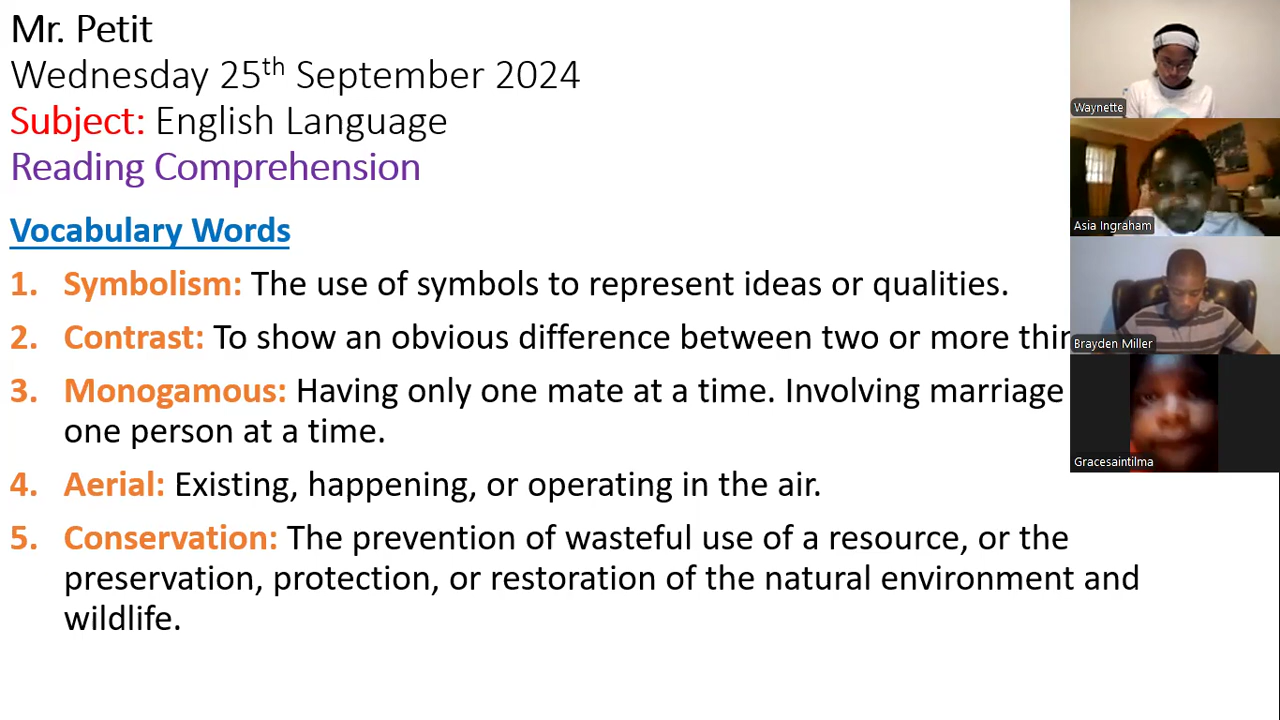 Mr. Petit
Wednesday 25th September 2024
Subject: English Language
Reading Comprehension
Vocabulary Words
1. Symbolism: The use of symbols to represent ideas or qualities.
2. Contrast: To show an obvious difference between two or more
3. Monogamous: Having only one mate at a time. Involving marriage
one person at a time.
4. Aerial: Existing, happening, or operating in the air.
5. Conservation: The prevention of wasteful use of a resource, or the
preservation, protection, or restoration of the natural environment and
wildlife.
Waynette
Asia Ingraham
Brayden Miller
Gracesaintilma